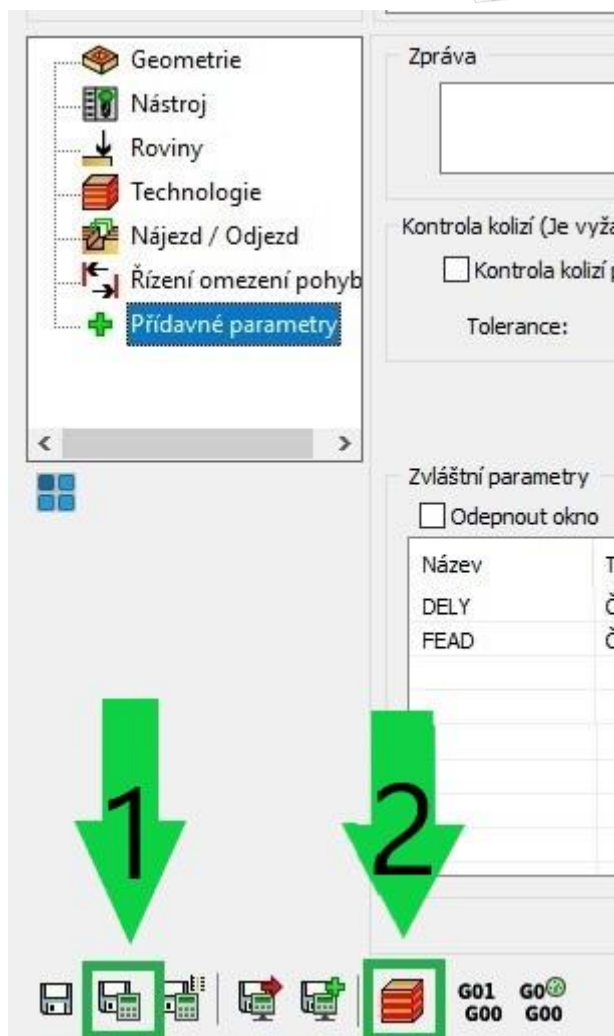 Geometrie
Nástroj
Roviny
Technologie
Nájezd / Odjezd
Řízení omezení pohyb
Přídavné parametry
Zpráva
Kontrola kolizí (Je vyža
Kontrola kolizí p
Tolerance:
Zvláštní parametry
Odepnout okno
Název T
DELY Č
FEAD Č
1
2
G01 G0
G00 G00